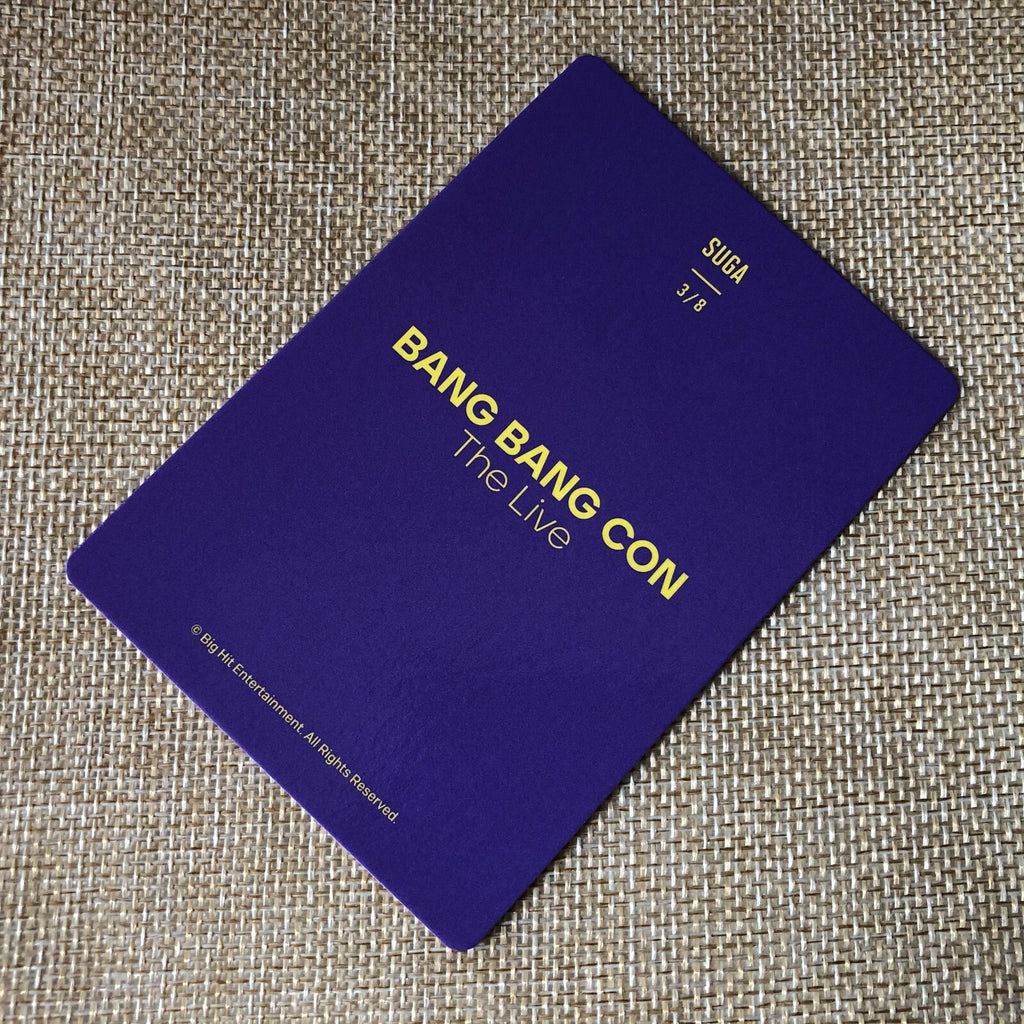 SUGA
3/8
BANG BANG CON
The Live
© Big Hit Entertainment. All Rights Reserved.